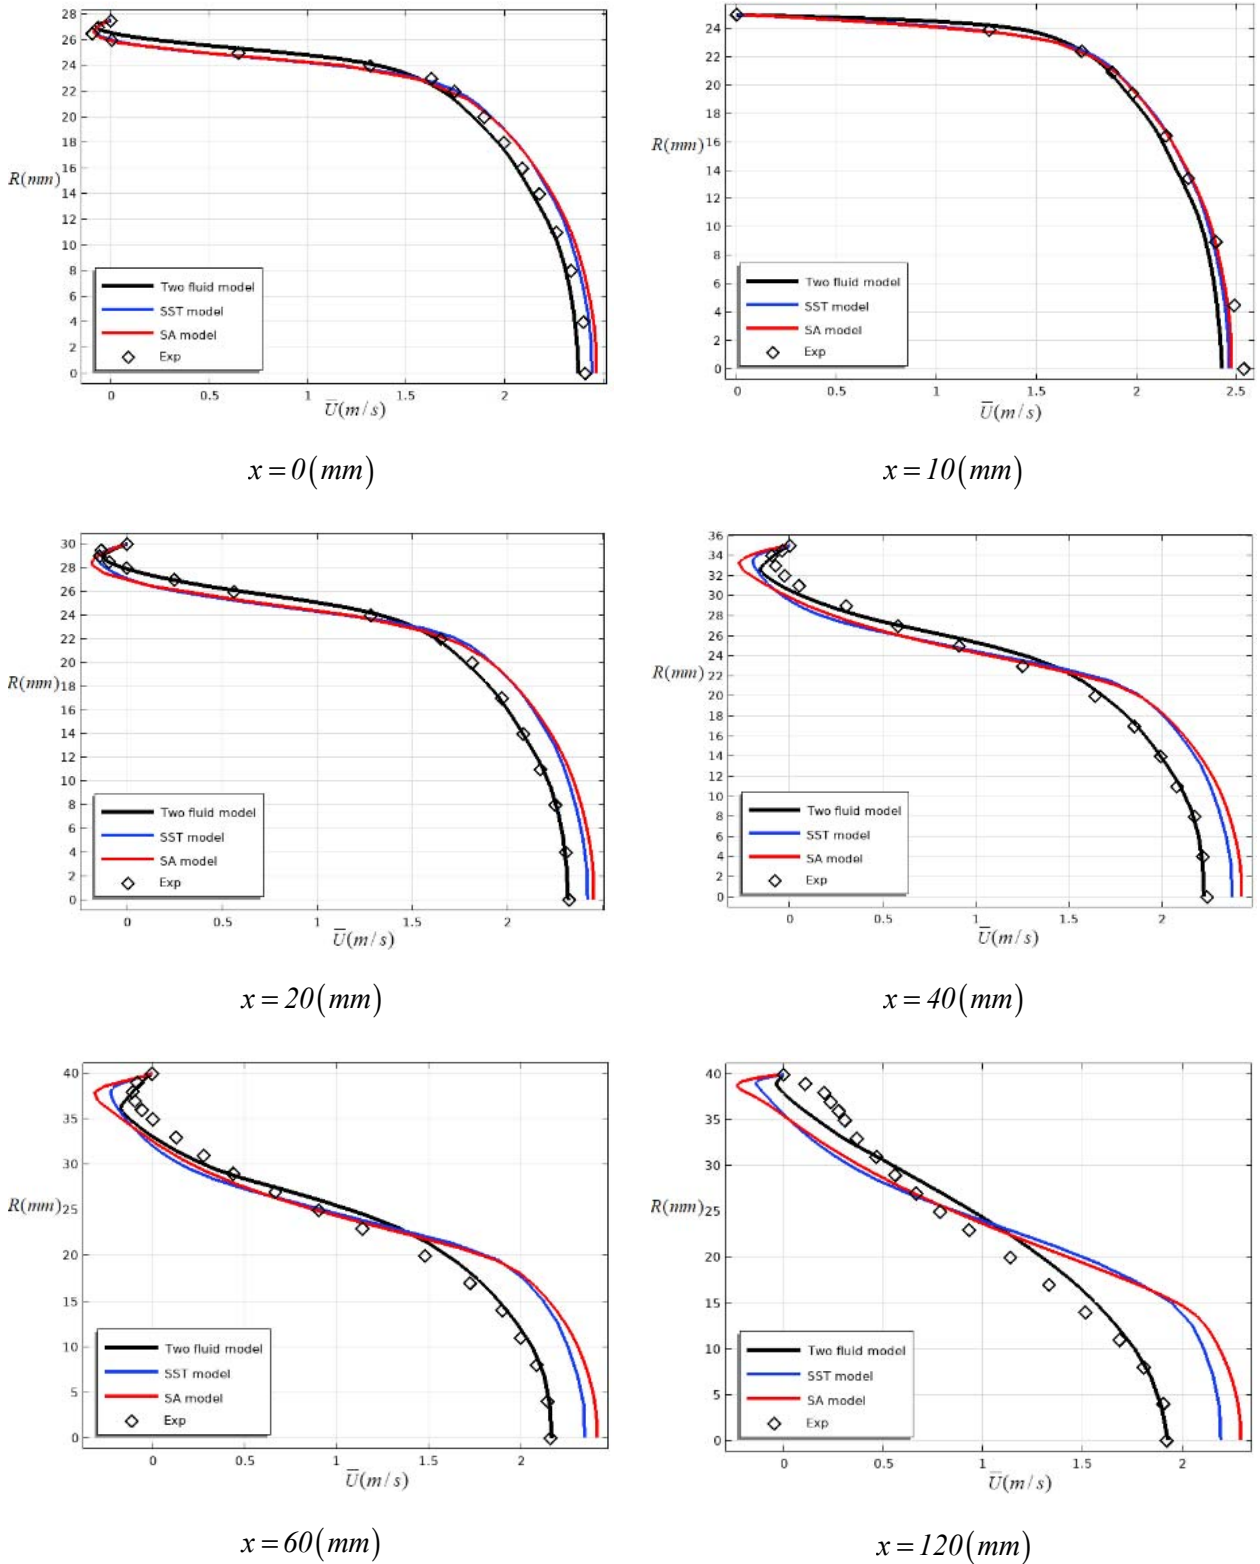 28
26
24
22
20
18
16
R(mm)
14
12
10
8
6
4
2
0
Two fluid model
SST model
SA model
Exp
0 0.5 1 1.5 2
U̅(m/s)
x = 0(mm)
24
22
20
18
16
R(mm)
14
12
10
8
6
4
2
0
Two fluid model
SST model
SA model
Exp
0 0.5 1 1.5 2 2.5
U̅(m/s)
x = 10(mm)
30
28
26
24
22
20
18
R(mm)
16
14
12
10
8
6
4
2
0
Two fluid model
SST model
SA model
Exp
0 0.5 1 1.5 2
U̅(m/s)
x = 20(mm)
36
34
32
30
28
26
24
R(mm)
22
20
18
16
14
12
10
8
6
4
2
0
Two fluid model
SST model
SA model
Exp
0 0.5 1 1.5 2
U̅(m/s)
x = 40(mm)
40
35
30
25
R(mm)
20
15
10
5
0
Two fluid model
SST model
SA model
Exp
0 0.5 1 1.5 2
U̅(m/s)
x = 60(mm)
40
35
30
25
R(mm)
20
15
10
5
0
Two fluid model
SST model
SA model
Exp
0 0.5 1 1.5 2
U̅(m/s)
x = 120(mm)